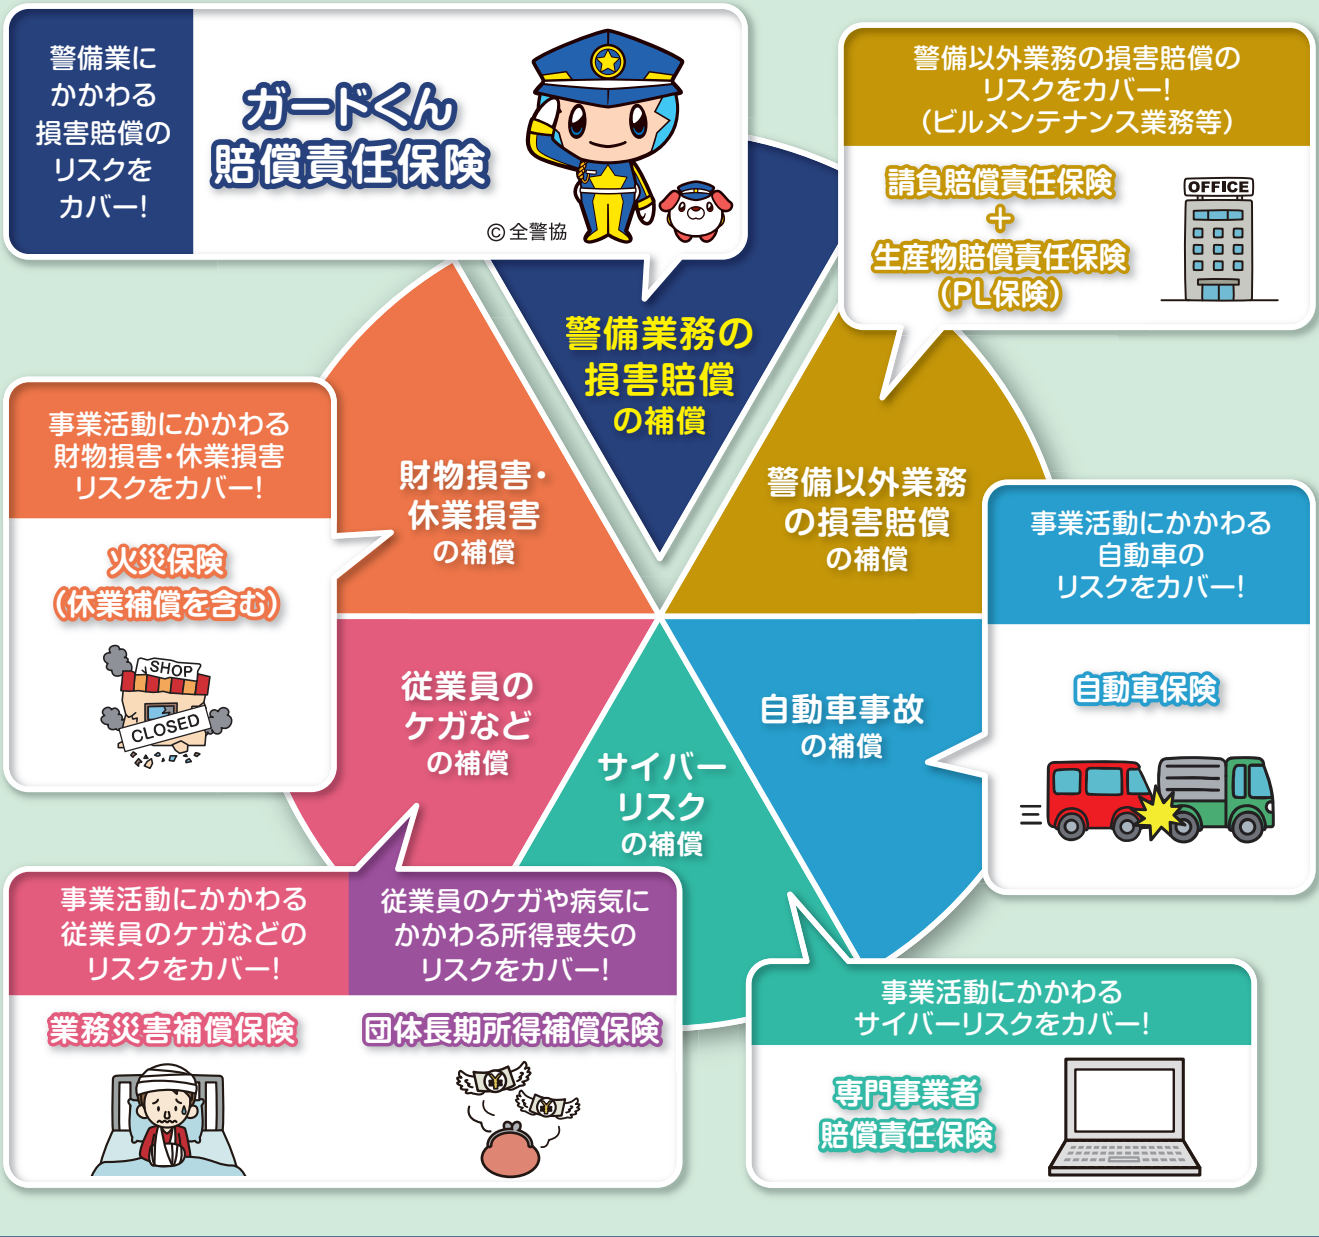 警備業に
かかわる
損害賠償の
リスクを
カバー!
ガードくん
賠償責任保険
©全警協
警備以外業務の損害賠償の
リスクをカバー!
(ビルメンテナンス業務等)
請負賠償責任保険
+
生産物賠償責任保険
(PL保険)
OFFICE
警備業務の
損害賠償
の補償
警備以外業務
の損害賠償
の補償
財物損害・
休業損害
の補償
従業員の
ケガなど
の補償
サイバー
リスク
の補償
自動車事故
の補償
事業活動にかかわる
財物損害・休業損害
リスクをカバー!
火災保険
(休業補償を含む)
SHOP
CLOSED
事業活動にかかわる
自動車の
リスクをカバー!
自動車保険
事業活動にかかわる
従業員のケガなどの
リスクをカバー!
業務災害補償保険
従業員のケガや病気に
かかわる所得喪失の
リスクをカバー!
団体長期所得補償保険
事業活動にかかわる
サイバーリスクをカバー!
専門事業者
賠償責任保険